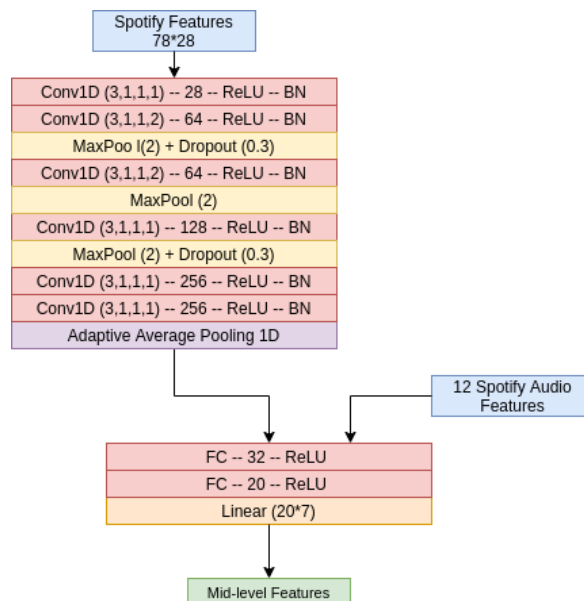 Spotify Features
78*28
Conv1D (3,1,1,1) -- 28 -- ReLU -- BN
Conv1D (3,1,1,2) -- 64 -- ReLU -- BN
MaxPoo l(2) + Dropout (0.3)
Conv1D (3,1,1,2) -- 64 -- ReLU -- BN
MaxPool (2)
Conv1D (3,1,1,1) -- 128 -- ReLU -- BN
MaxPool (2) + Dropout (0.3)
Conv1D (3,1,1,1) -- 256 -- ReLU -- BN
Conv1D (3,1,1,1) -- 256 -- ReLU -- BN
Adaptive Average Pooling 1D
12 Spotify Audio
Features
FC -- 32 -- ReLU
FC -- 20 -- ReLU
Linear (20*7)
Mid-level Features